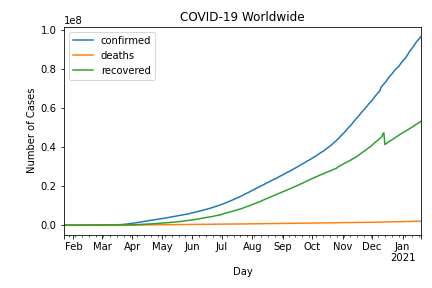 COVID-19 Worldwide
1e8
confirmed
deaths
recovered
Number of Cases
1.0
0.8
0.6
0.4
0.2
0.0
Feb Mar Apr May Jun Jul Aug Sep Oct Nov Dec Jan
2021
Day